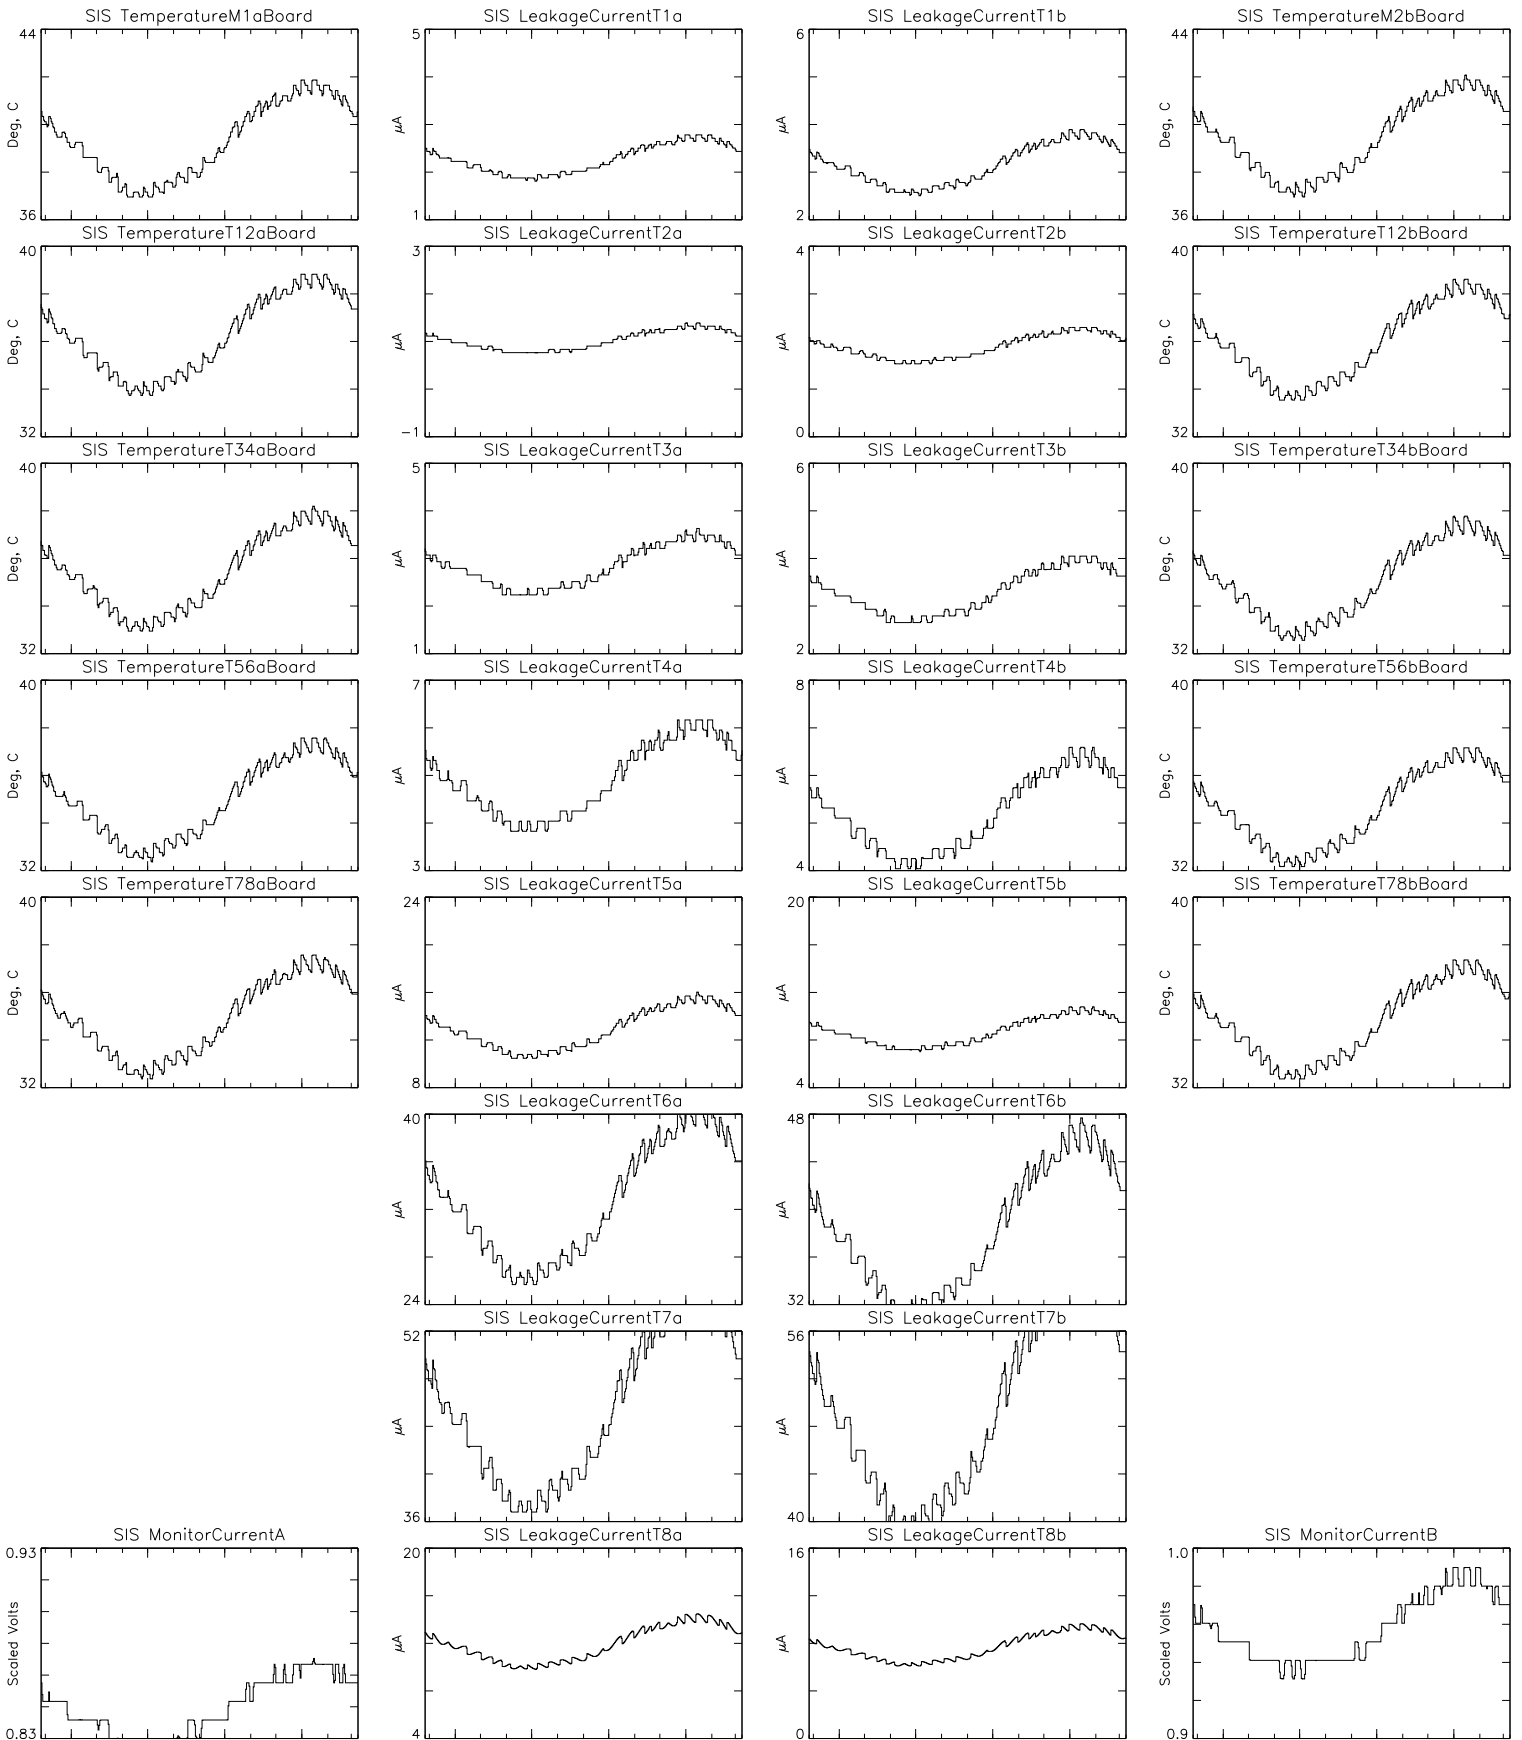 SIS TemperatureM1aBoard
44
Deg, C
36
SIS LeakageCurrentT1a
5
μA
1
SIS LeakageCurrentT1b
6
μA
2
SIS TemperatureM2bBoard
44
Deg, C
36
SIS TemperatureT12aBoard
40
Deg, C
32
SIS LeakageCurrentT2a
3
μA
−1
SIS LeakageCurrentT2b
4
μA
0
SIS TemperatureT12bBoard
40
Deg, C
32
SIS TemperatureT34aBoard
40
Deg, C
32
SIS LeakageCurrentT3a
5
μA
1
SIS LeakageCurrentT3b
6
μA
2
SIS TemperatureT34bBoard
40
Deg, C
32
SIS TemperatureT56aBoard
40
Deg, C
32
SIS LeakageCurrentT4a
7
μA
3
SIS LeakageCurrentT4b
8
μA
4
SIS TemperatureT56bBoard
40
Deg, C
32
SIS TemperatureT78aBoard
40
Deg, C
32
SIS LeakageCurrentT5a
24
μA
8
SIS LeakageCurrentT5b
20
μA
4
SIS TemperatureT78bBoard
40
Deg, C
32
SIS LeakageCurrentT6a
40
μA
24
SIS LeakageCurrentT6b
48
μA
32
SIS LeakageCurrentT7a
52
μA
36
SIS LeakageCurrentT7b
56
μA
40
SIS MonitorCurrentA
0.93
Scaled Volts
0.83
SIS LeakageCurrentT8a
20
μA
4
SIS LeakageCurrentT8b
16
μA
0
SIS MonitorCurrentB
1.0
Scaled Volts
0.9